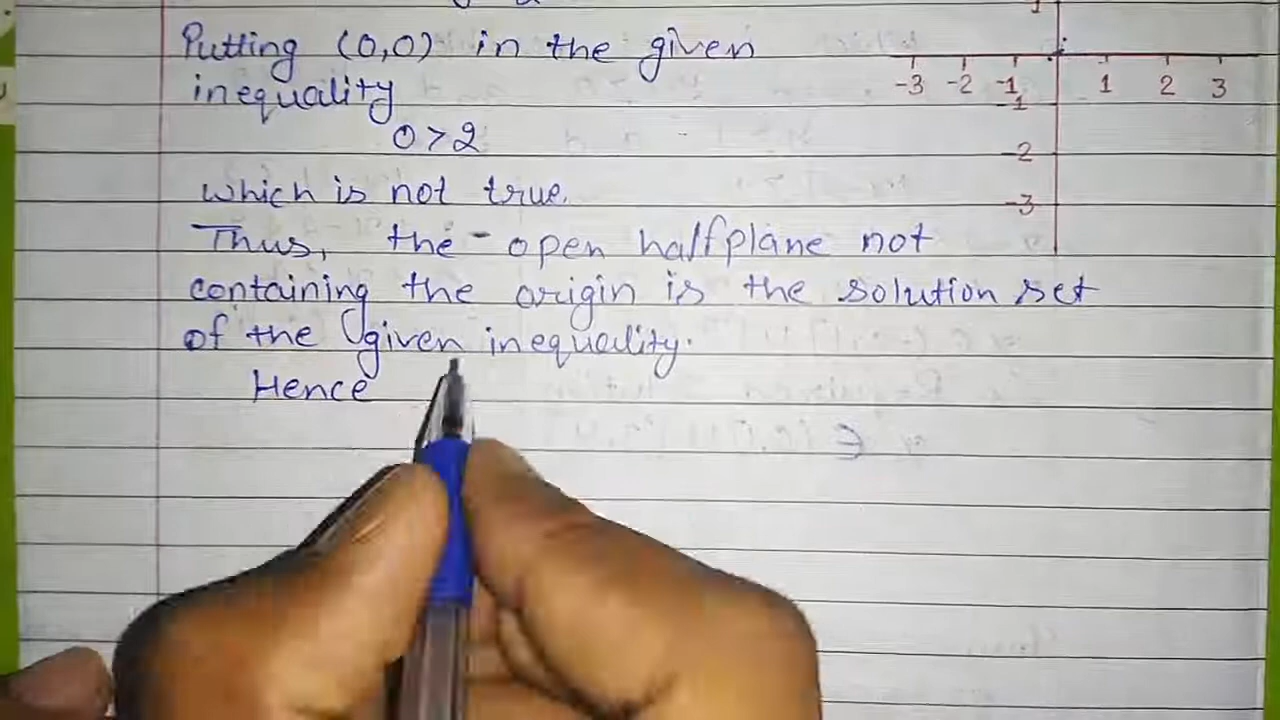 Putting (0,0) in the given
inequality
0 > 2
which is not true.
Thus, the - open halfplane not
containing the origin is the solution set
of the given inequality.
Hence
1
-3 -2 -1 1 2 3
-1
-2
-3